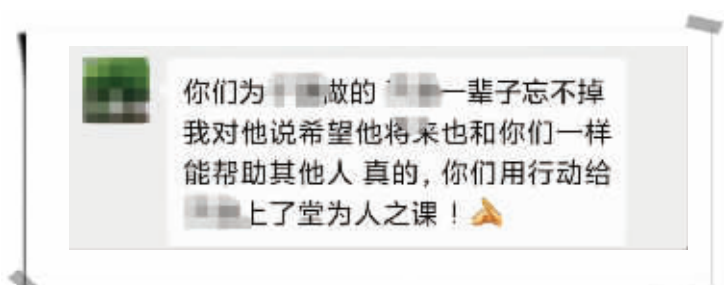 你们为 做的 一辈子忘不掉
我对他说希望他将来也和你们一样
能帮助其他人 真的，你们用行动给
上了堂为人之课！🙏